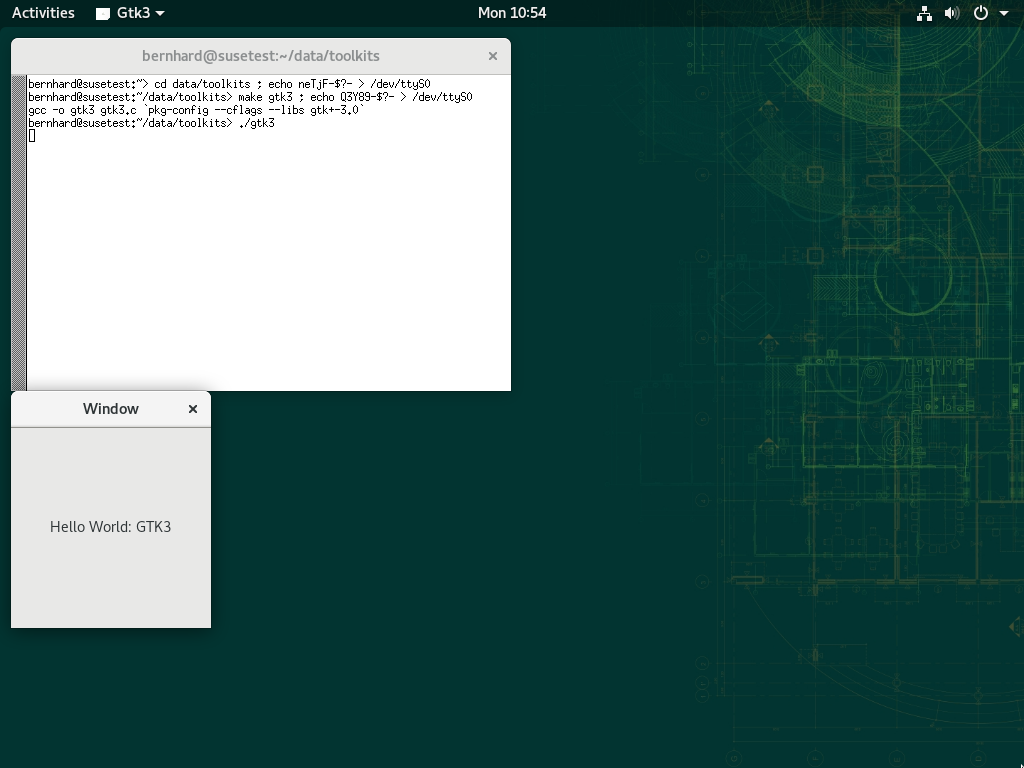 Activities Gtk3 Mon 10:54
bernhard@susetest:~/data/toolkits
bernhard@susetest:~> cd data/toolkits ; echo neTjF-$?- > /dev/ttyS0
bernhard@susetest:~/data/toolkits> make gtk3 ; echo Q3Y89-$?- > /dev/ttyS0
gcc -o gtk3 gtk3.c `pkg-config --cflags --libs gtk+-3.0`
bernhard@susetest:~/data/toolkits> ./gtk3
Window
Hello World: GTK3